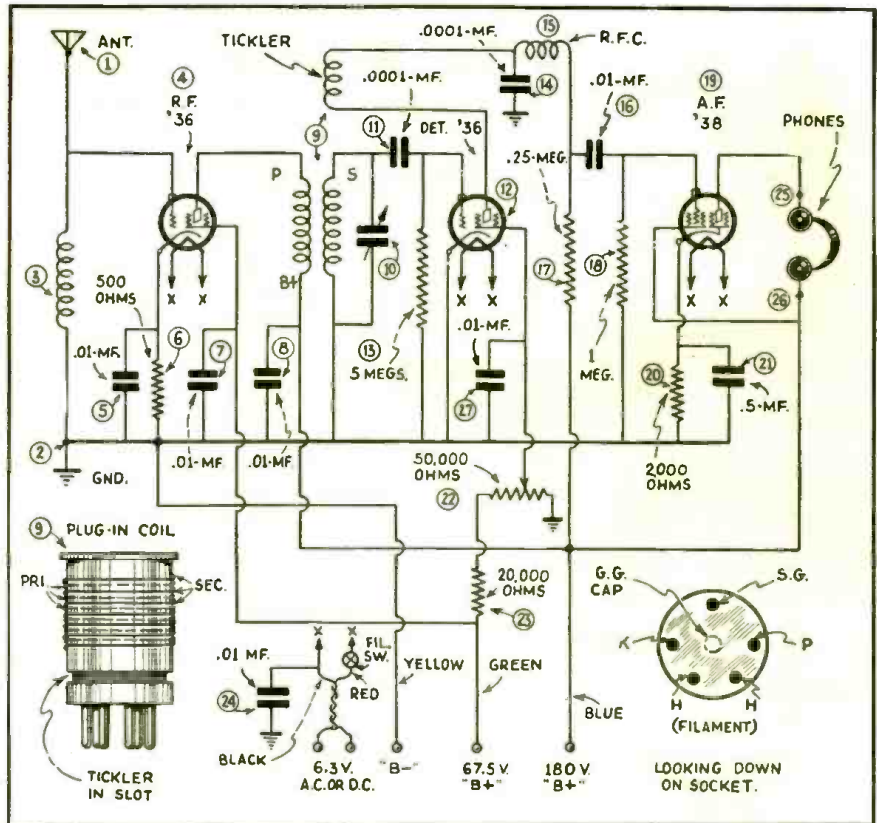 ANT.
1
TICKLER
.0001-MF.
15
R.F.C.
4
R.F.
'36
.0001-MF.
14
.01-MF.
16
19
A.F.
'38
PHONES
9
11
DET. '36
.25-MEG.
P
S
12
25
3
10
17
18
26
500
OHMS
B+
X X
X X
X X
6
7
8
13
.01-MF.
1
MEG.
20
21
.01-MF.
5 MEGS.
27
.5-MF.
5
2
.01-MF.
.01-MF.
50,000
OHMS
2,000
OHMS
GND.
22
9
PLUG-IN COIL
20,000
OHMS
G.G.
CAP
S.G.
PRI.
SEC.
23
X X
FIL.
SW.
K
P
.01 MF.
YELLOW
GREEN
24
RED
BLUE
H
H
(FILAMENT)
BLACK
TICKLER
IN SLOT
6.3 V.
A.C. OR D.C.
"B-"
67.5 V.
"B+"
180 V.
"B+"
LOOKING DOWN
ON SOCKET.